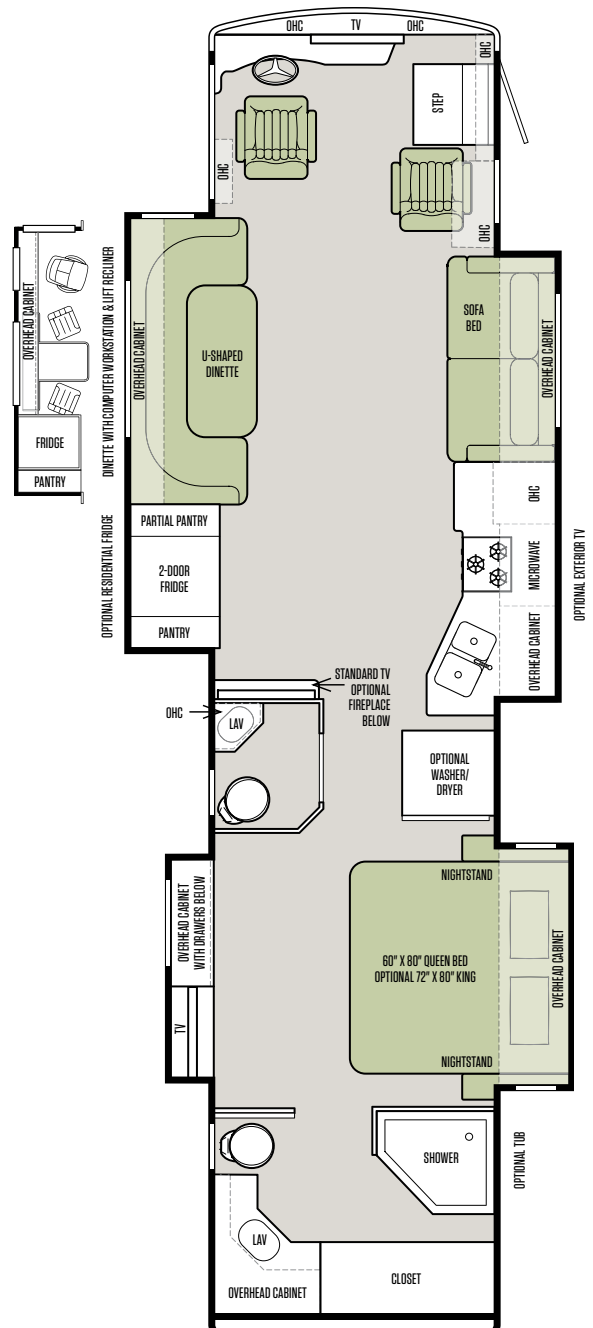 OHC
TV
OHC
OHC
STEP
OHC
OHC
OVERHEAD CABINET
FRIDGE
PANTRY
DINETTE WITH COMPUTER WORKSTATION & LIFT RECLINER
OVERHEAD CABINET
U-SHAPED
DINETTE
SOFA
BED
OVERHEAD CABINET
OPTIONAL RESIDENTIAL FRIDGE
PARTIAL PANTRY
2-DOOR
FRIDGE
PANTRY
OHC
MICROWAVE
OVERHEAD CABINET
OPTIONAL EXTERIOR TV
STANDARD TV
OPTIONAL
FIREPLACE
BELOW
OHC
LAV
OPTIONAL
WASHER/
DRYER
OVERHEAD CABINET
WITH DRAWERS BELOW
TV
NIGHTSTAND
60" X 80" QUEEN BED
OPTIONAL 72" X 80" KING
OVERHEAD CABINET
NIGHTSTAND
SHOWER
OPTIONAL TUB
LAV
OVERHEAD CABINET
CLOSET